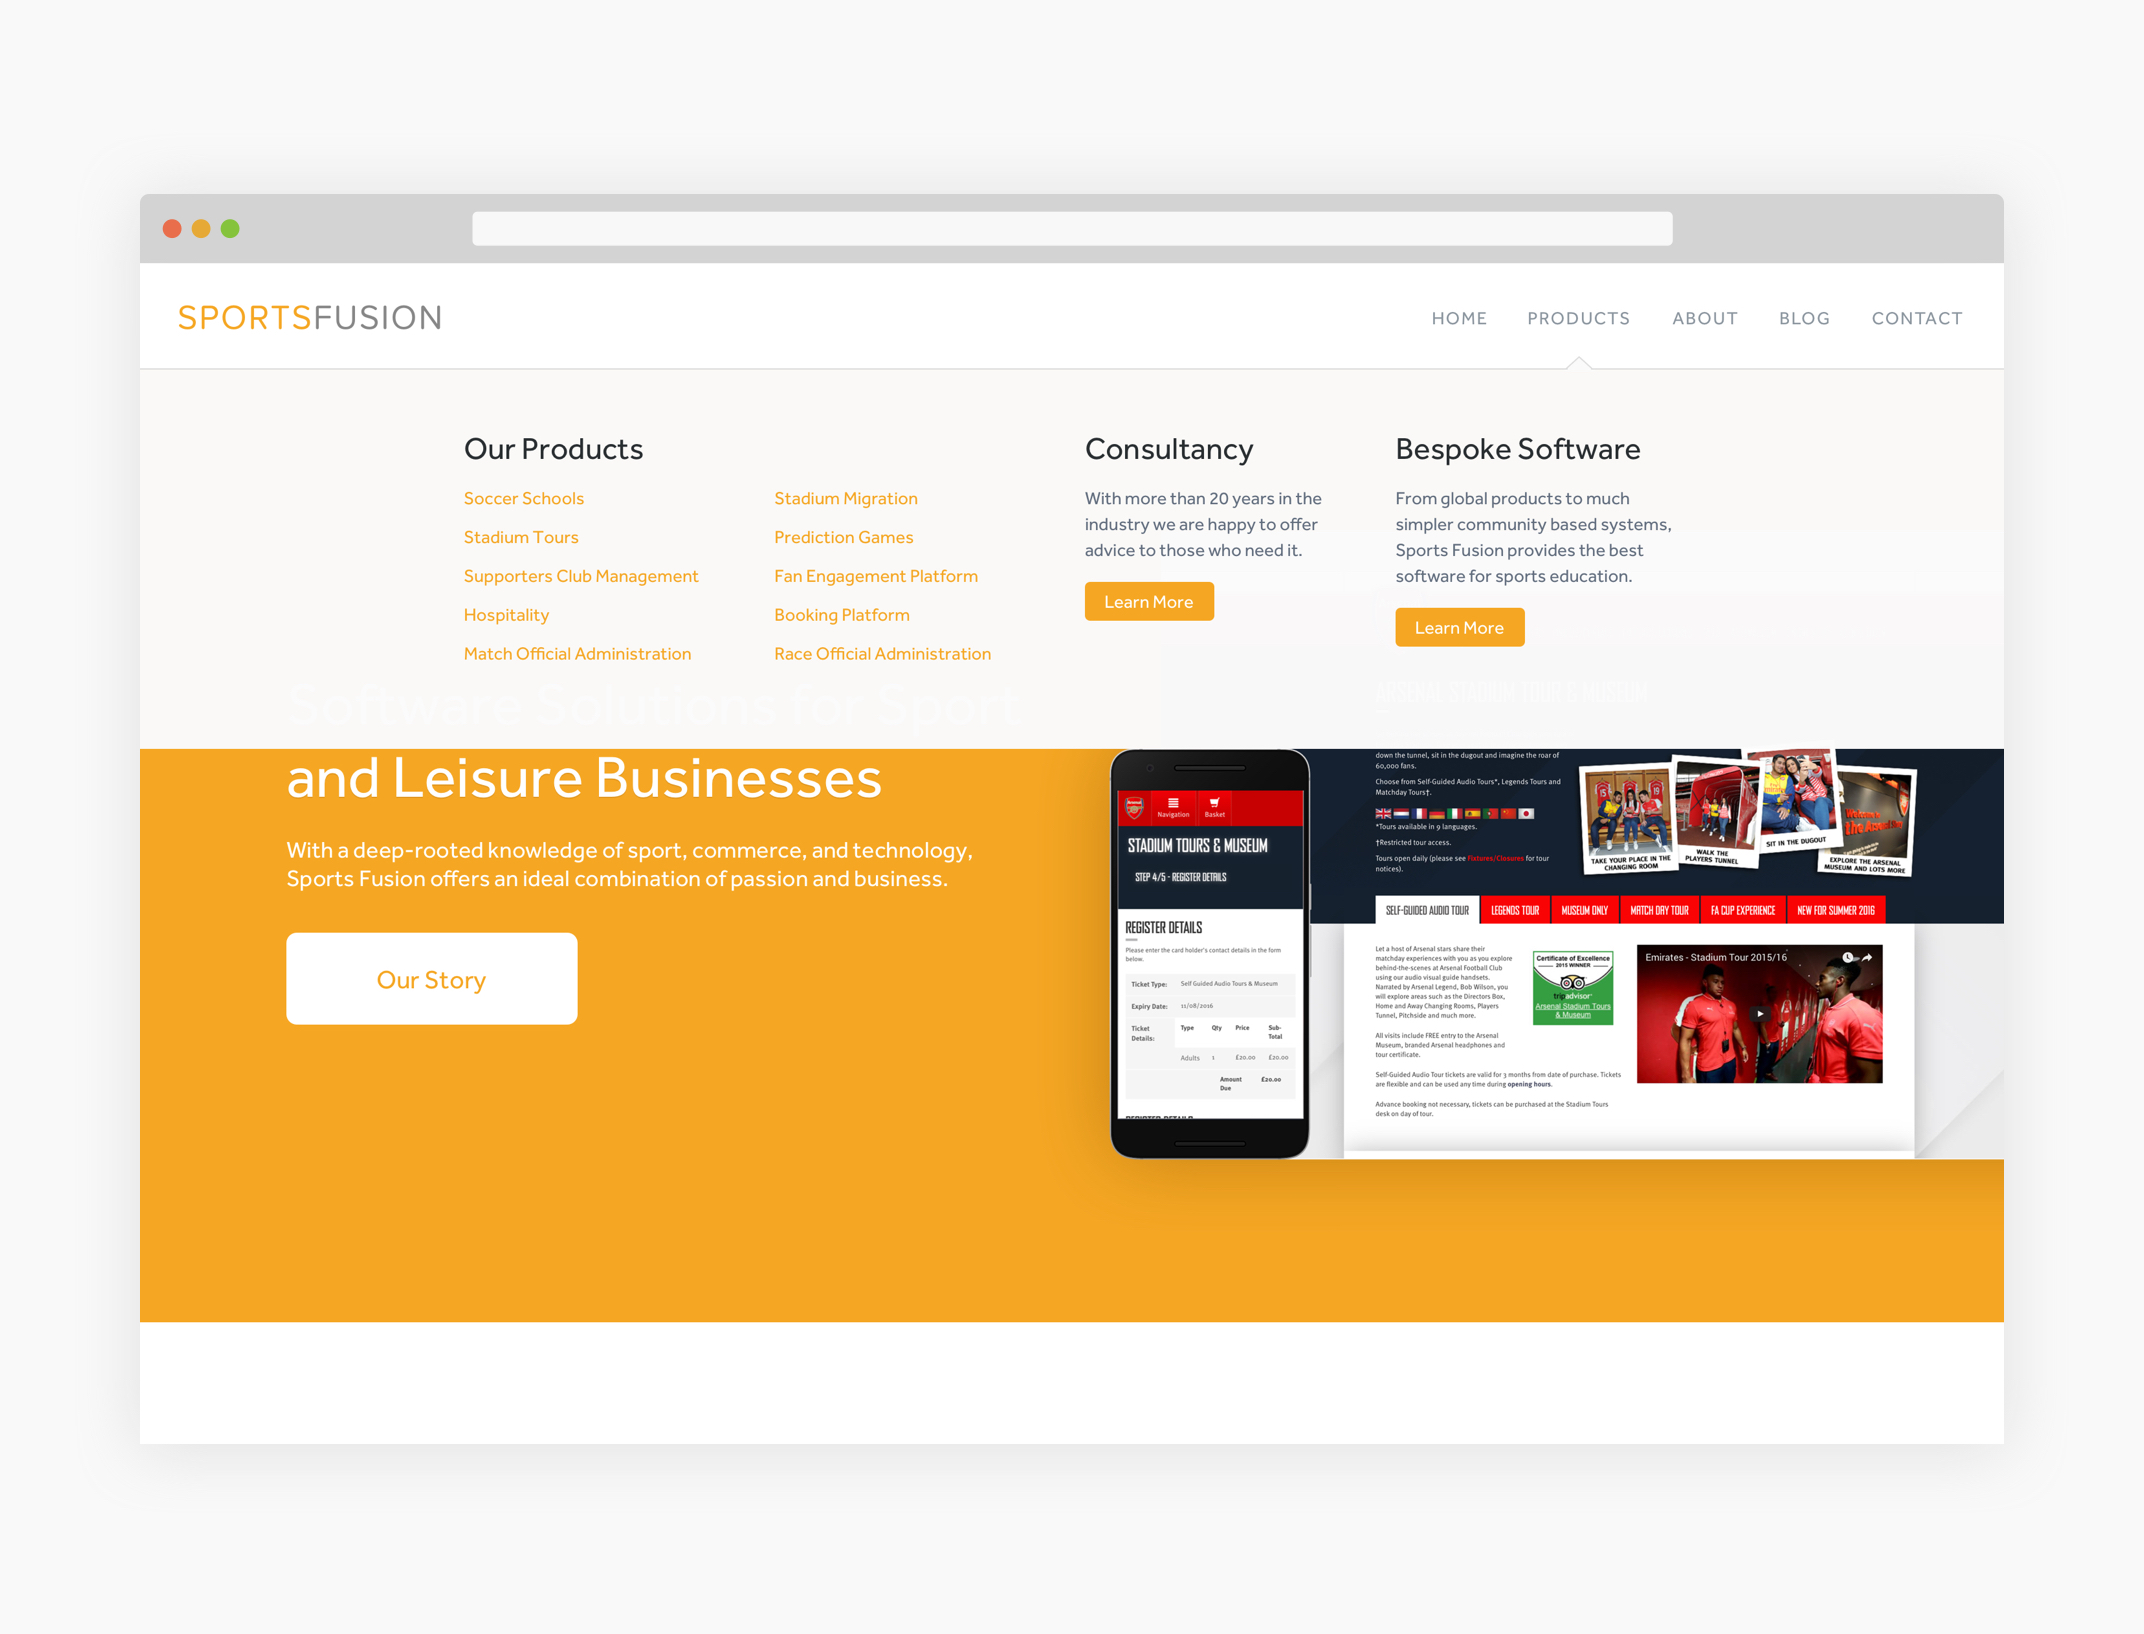 SPORTSFUSION
HOME
PRODUCTS
ABOUT
BLOG
CONTACT
Our Products
Soccer Schools
Stadium Tours
Supporters Club Management
Hospitality
Match Official Administration
Stadium Migration
Prediction Games
Fan Engagement Platform
Booking Platform
Race Official Administration
Consultancy
With more than 20 years in the
industry we are happy to offer
advice to those who need it.
Learn More
Bespoke Software
From global products to much
simpler community based systems,
Sports Fusion provides the best
software for sports education.
Learn More
Software Solutions for Sport
and Leisure Businesses
With a deep-rooted knowledge of sport, commerce, and technology,
Sports Fusion offers an ideal combination of passion and business.
Our Story
Arsenal
Navigation
Basket
STADIUM TOURS & MUSEUM
STEP 4/5 - REGISTER DETAILS
REGISTER DETAILS
Please enter the card holder's contact details in the form
below.
Ticket Type: Self Guided Audio Tours & Museum
Expiry Date: 11/08/2016
Ticket
Details:
Type Qty Price Sub-
Total
Adults 1 £20.00 £20.00
Amount
Due
£20.00
REGISTER DETAILS
ARSENAL STADIUM TOUR & MUSEUM
down the tunnel, sit in the dugout and imagine the roar of
60,000 fans.
Choose from Self-Guided Audio Tours*, Legends Tours and
Matchday Tours†.
*Tours available in 9 languages.
†Restricted tour access.
Tours open daily (please see Fixtures/Closures for tour
notices).
15
19
TAKE YOUR PLACE IN THE
CHANGING ROOM
WALK THE
PLAYERS TUNNEL
SIT IN THE DUGOUT
Welcome to
the Arsenal
EXPLORE THE ARSENAL
MUSEUM AND LOTS MORE
SELF-GUIDED AUDIO TOUR
LEGENDS TOUR
MUSEUM ONLY
MATCH DAY TOUR
FA CUP EXPERIENCE
NEW FOR SUMMER 2016
Let a host of Arsenal stars share their
matchday experiences with you as you explore
behind-the-scenes at Arsenal Football Club
using our audio visual guide handsets.
Narrated by Arsenal Legend, Bob Wilson, you
will explore areas such as the Directors Box,
Home and Away Changing Rooms, Players
Tunnel, Pitchside and much more.
All visits include FREE entry to the Arsenal
Museum, branded Arsenal headphones and
tour certificate.
Self-Guided Audio Tour tickets are valid for 3 months from date of purchase. Tickets
are flexible and can be used any time during opening hours.
Advance booking not necessary, tickets can be purchased at the Stadium Tours
desk on day of tour.
Certificate of Excellence
2015 WINNER
tripadvisor
Arsenal Stadium Tours
& Museum
Emirates - Stadium Tour 2015/16